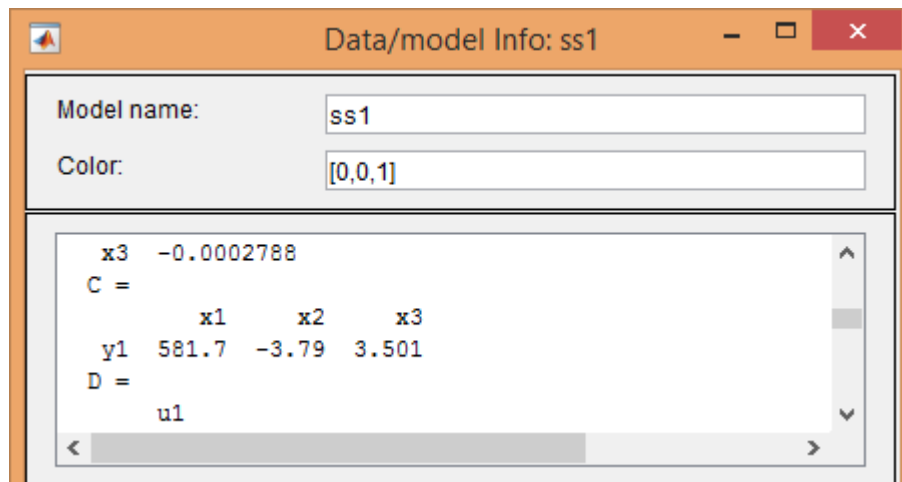 Data/model Info: ss1
Model name: ss1
Color: [0,0,1]
x3 -0.0002788
C =
x1 x2 x3
y1 581.7 -3.79 3.501
D =
u1